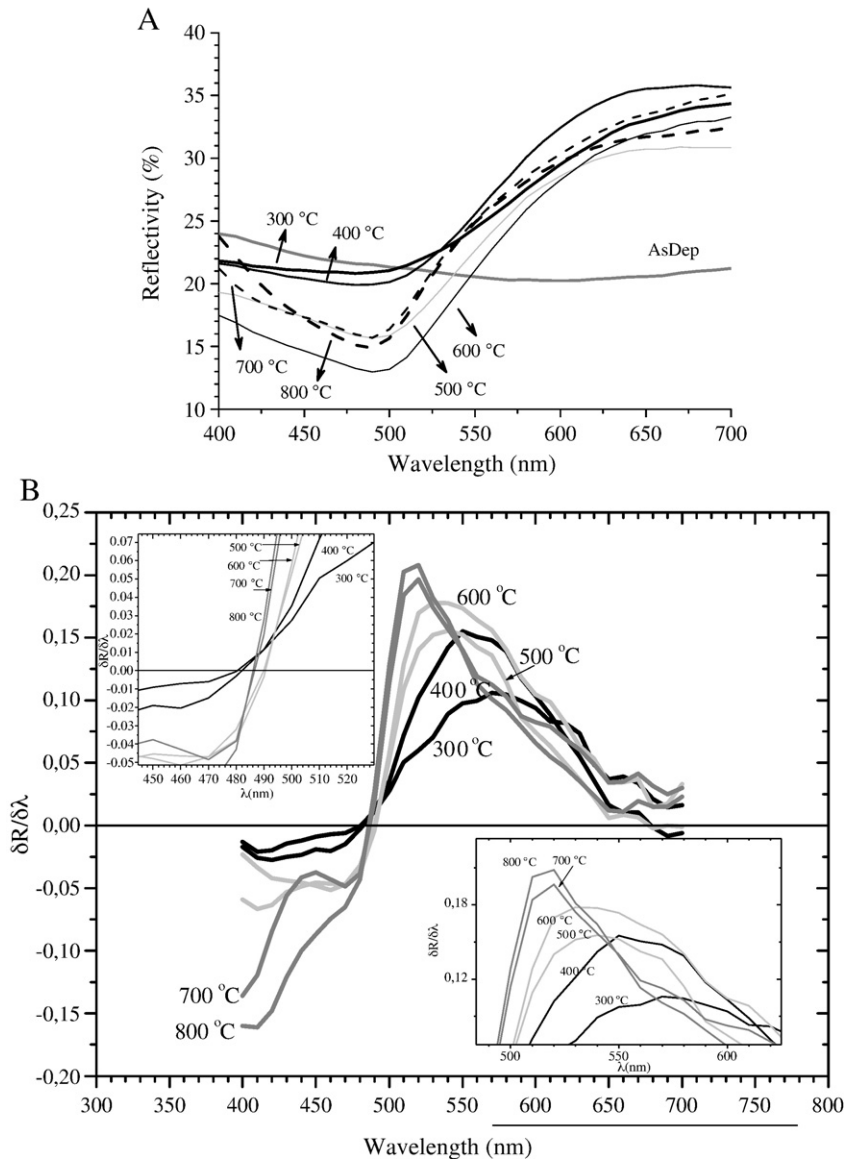 A
40
35
30
25
20
15
10
Reflectivity (%)
300 °C
400 °C
AsDep
700 °C
800 °C
500 °C
600 °C
400 450 500 550 600 650 700
Wavelength (nm)
B
0,25
0,20
0,15
0,10
0,05
0,00
-0,05
-0,10
-0,15
-0,20
δR/δλ
0.07
0.06
0.05
0.04
0.03
0.02
0.01
0.00
-0.01
-0.02
-0.03
-0.04
-0.05
δR/δλ
500 °C
600 °C
700 °C
800 °C
400 °C
300 °C
450 460 470 480 490 500 510 520
λ(nm)
600 °C
500 °C
400 °C
300 °C
700 °C
800 °C
0,18
0,12
δR/δλ
800 °C
700 °C
600 °C
500 °C
400 °C
300 °C
500 550 600
λ(nm)
300 350 400 450 500 550 600 650 700 750 800
Wavelength (nm)